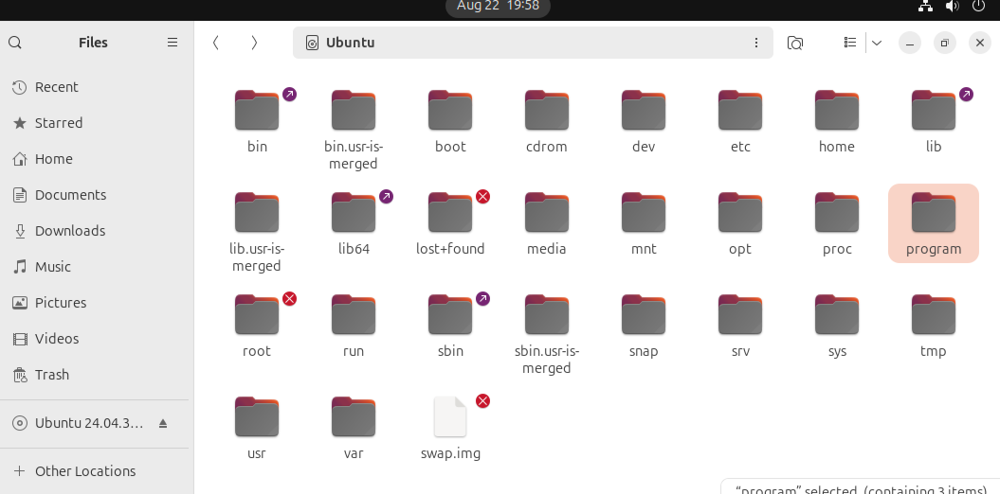 Aug 22 19:58
Files
Ubuntu
Recent
Starred
Home
Documents
Downloads
Music
Pictures
Videos
Trash
Ubuntu 24.04.3…
Other Locations
bin
bin.usr-is-
merged
boot
cdrom
dev
etc
home
lib
lib.usr-is-
merged
lib64
lost+found
media
mnt
opt
proc
program
root
run
sbin
sbin.usr-is-
merged
snap
srv
sys
tmp
usr
var
swap.img
“program” selected (containing 3 items)